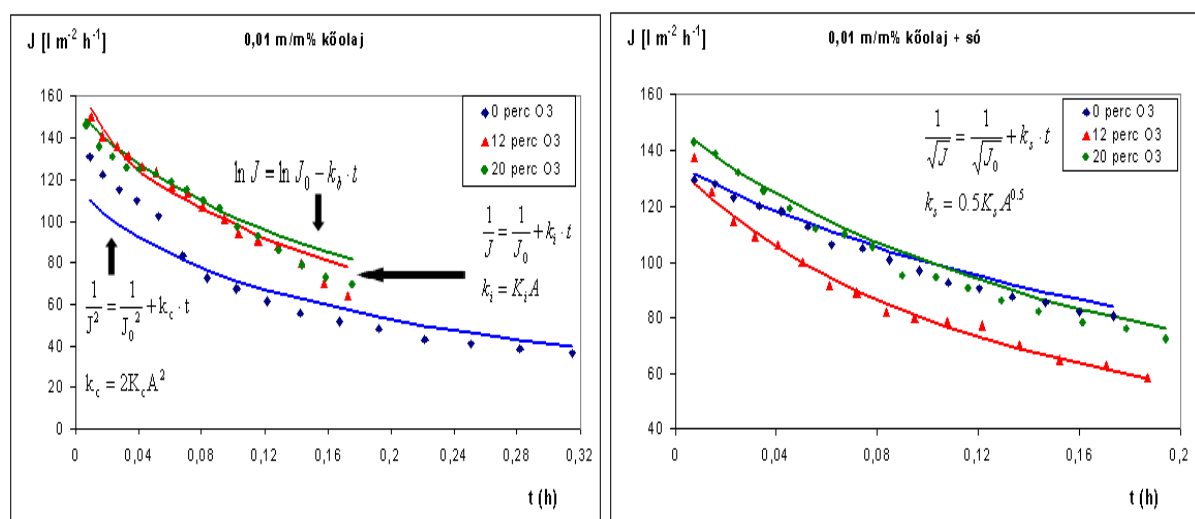 J [l m⁻² h⁻¹]
0,01 m/m% kőolaj
160
140
120
100
80
60
40
20
0
0 perc O3
12 perc O3
20 perc O3
ln J = ln J₀ − k_b · t
1/J = 1/J₀ + k_i · t
k_i = K_i A
1/J² = 1/J₀² + k_c · t
k_c = 2K_c A²
0 0,04 0,08 0,12 0,16 0,2 0,24 0,28 0,32
t (h)
J [l m⁻² h⁻¹]
0,01 m/m% kőolaj + só
160
140
120
100
80
60
40
0 perc O3
12 perc O3
20 perc O3
1/√J = 1/√J₀ + k_s · t
k_s = 0.5K_s A^0.5
0 0,04 0,08 0,12 0,16 0,2
t (h)